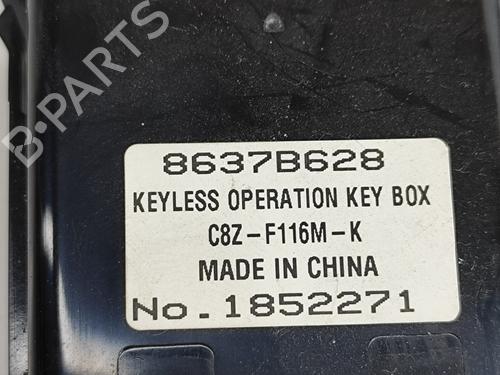 8637B628
KEYLESS OPERATION KEY BOX
C8Z-F116M-K
MADE IN CHINA
No.1852271
B-PARTS